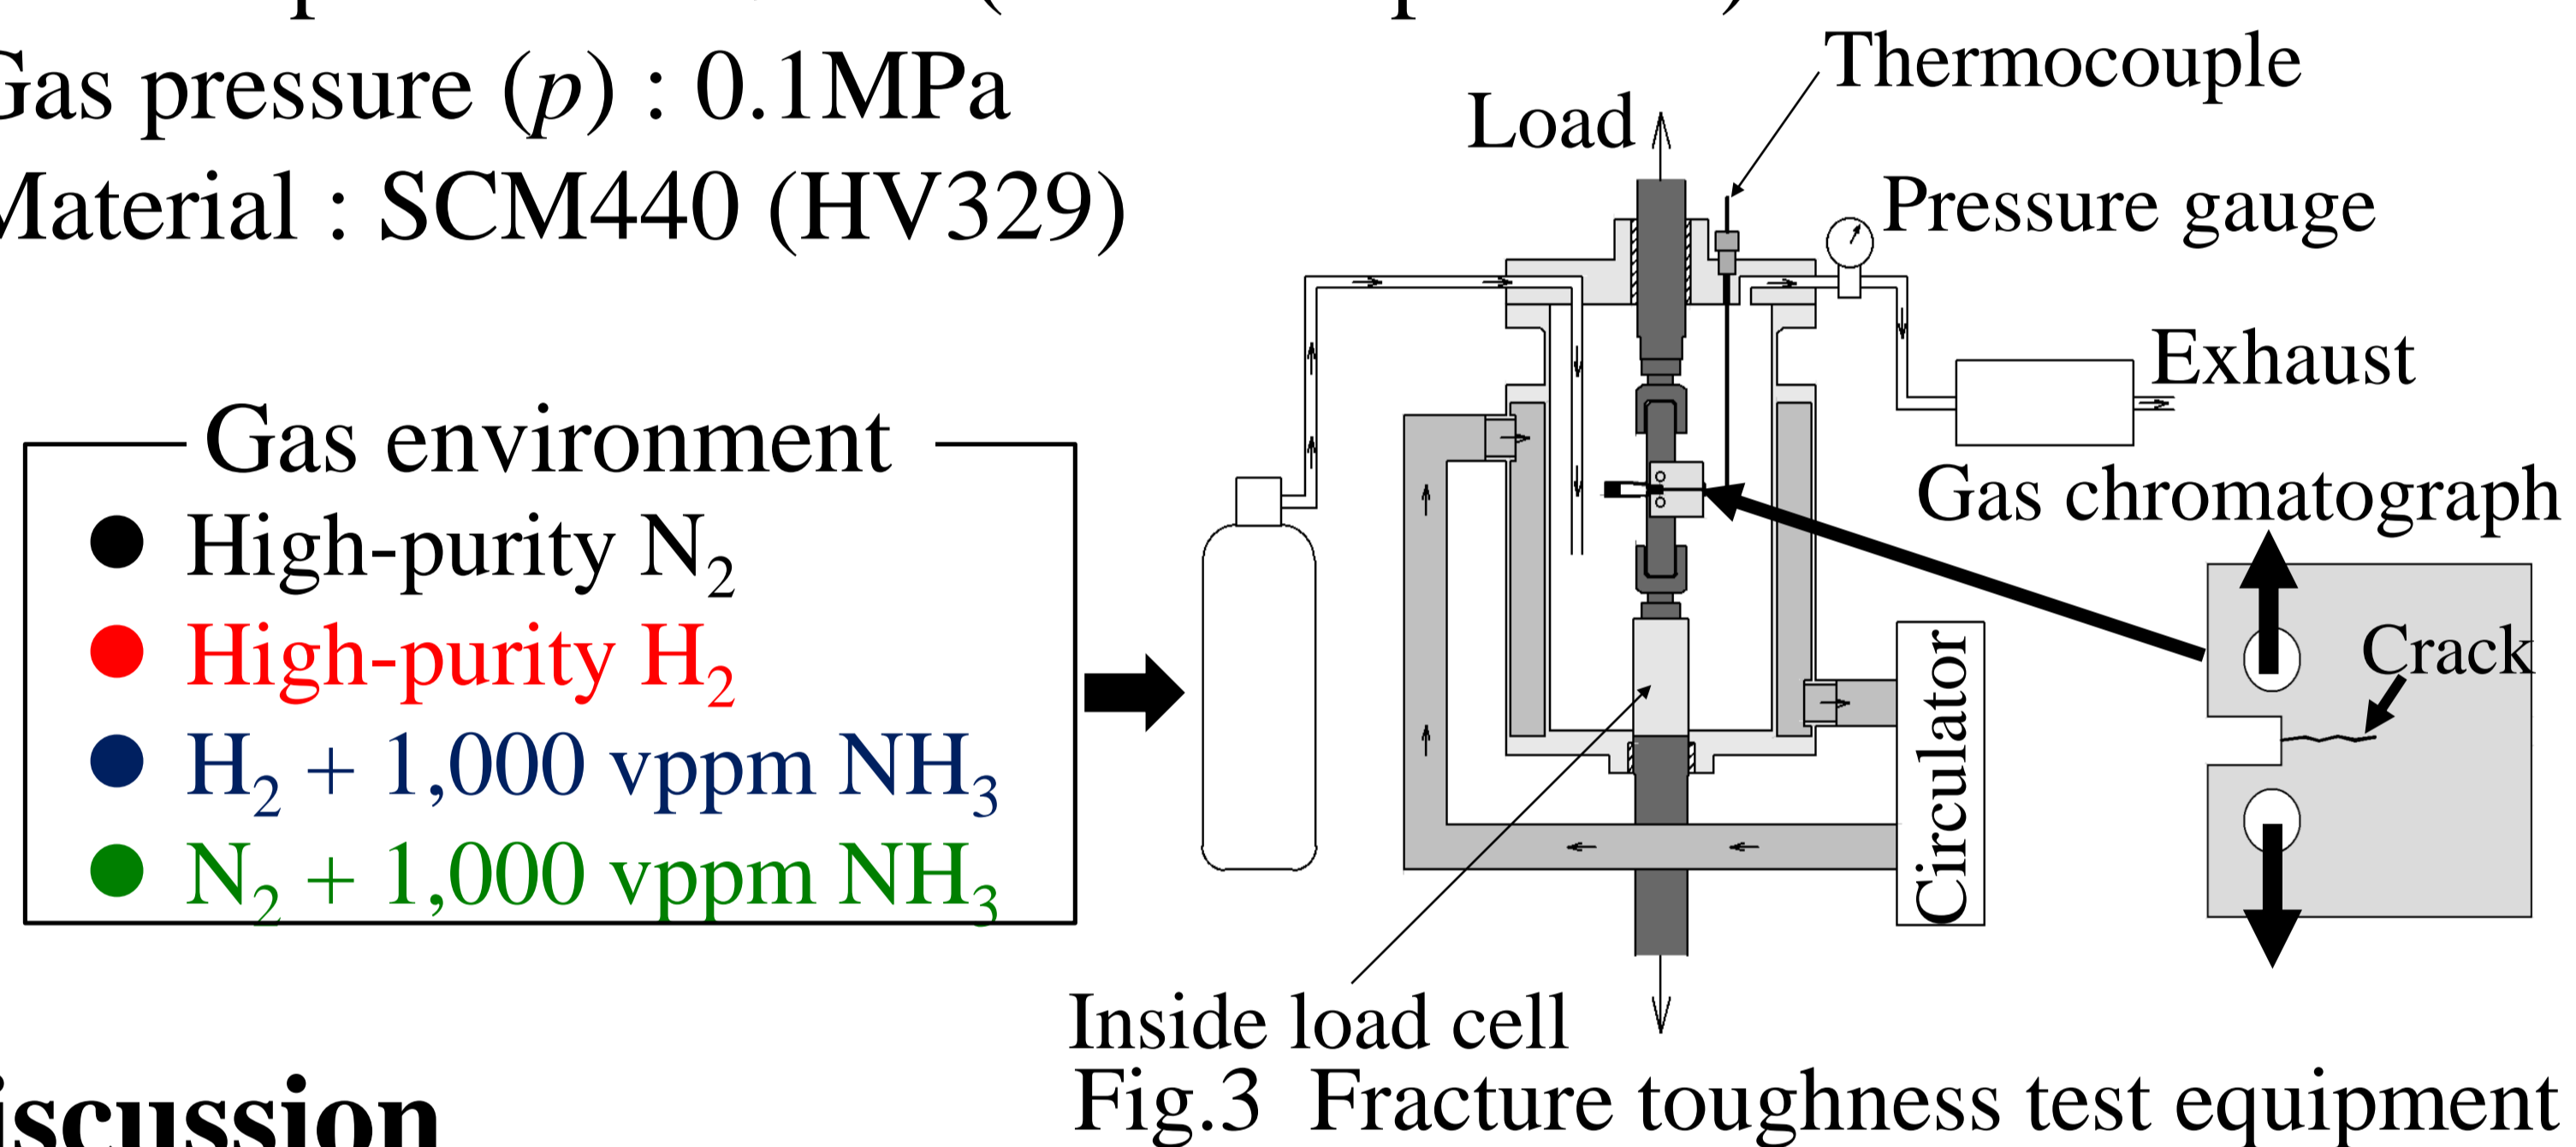 Gas pressure (p) : 0.1MPa
Material : SCM440 (HV329)
Gas environment
● High-purity N₂
● High-purity H₂
● H₂ + 1,000 vppm NH₃
● N₂ + 1,000 vppm NH₃
Thermocouple
Load
Pressure gauge
Exhaust
Gas chromatograph
Crack
Circulator
Inside load cell
Fig.3 Fracture toughness test equipment
iscussion